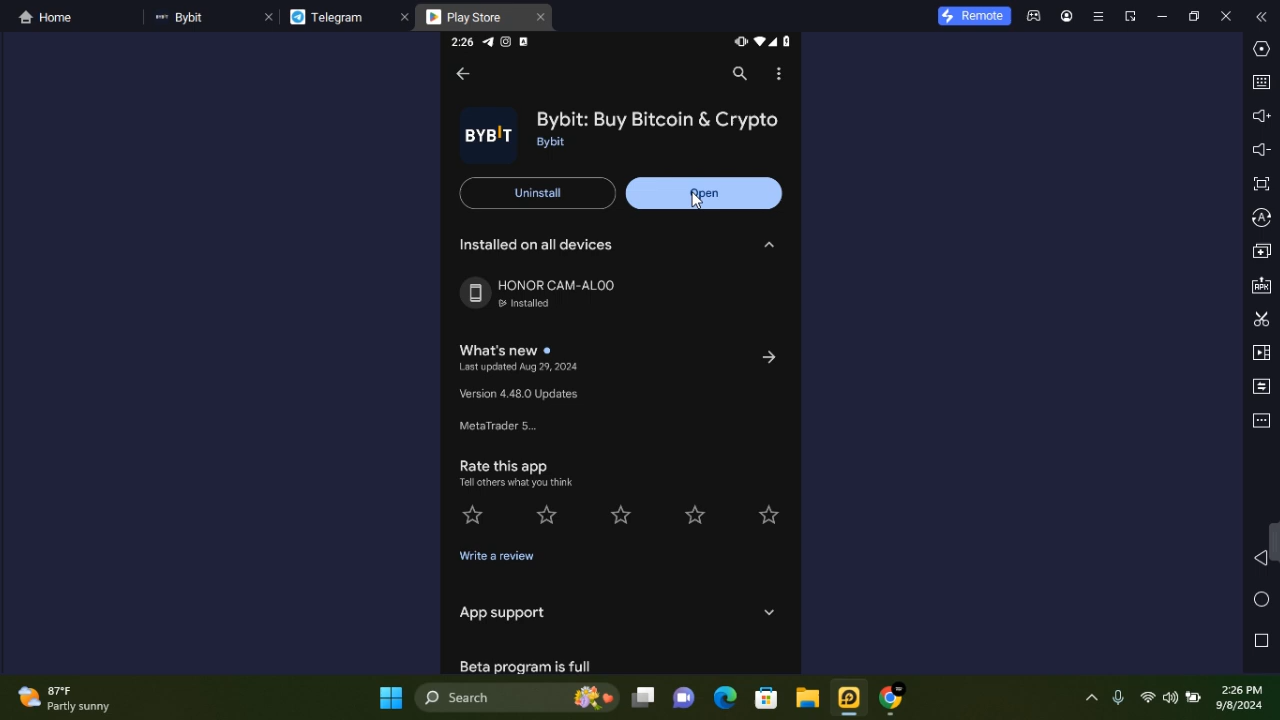 Home
Bybit
Telegram
Play Store
Remote
2:26
BYBIT
Bybit: Buy Bitcoin & Crypto
Bybit
Uninstall
Open
Installed on all devices
HONOR CAM-AL00
Installed
What's new
Last updated Aug 29, 2024
Version 4.48.0 Updates
MetaTrader 5...
Rate this app
Tell others what you think
Write a review
App support
Beta program is full
APK
87°F
Partly sunny
Search
2:26 PM
9/8/2024